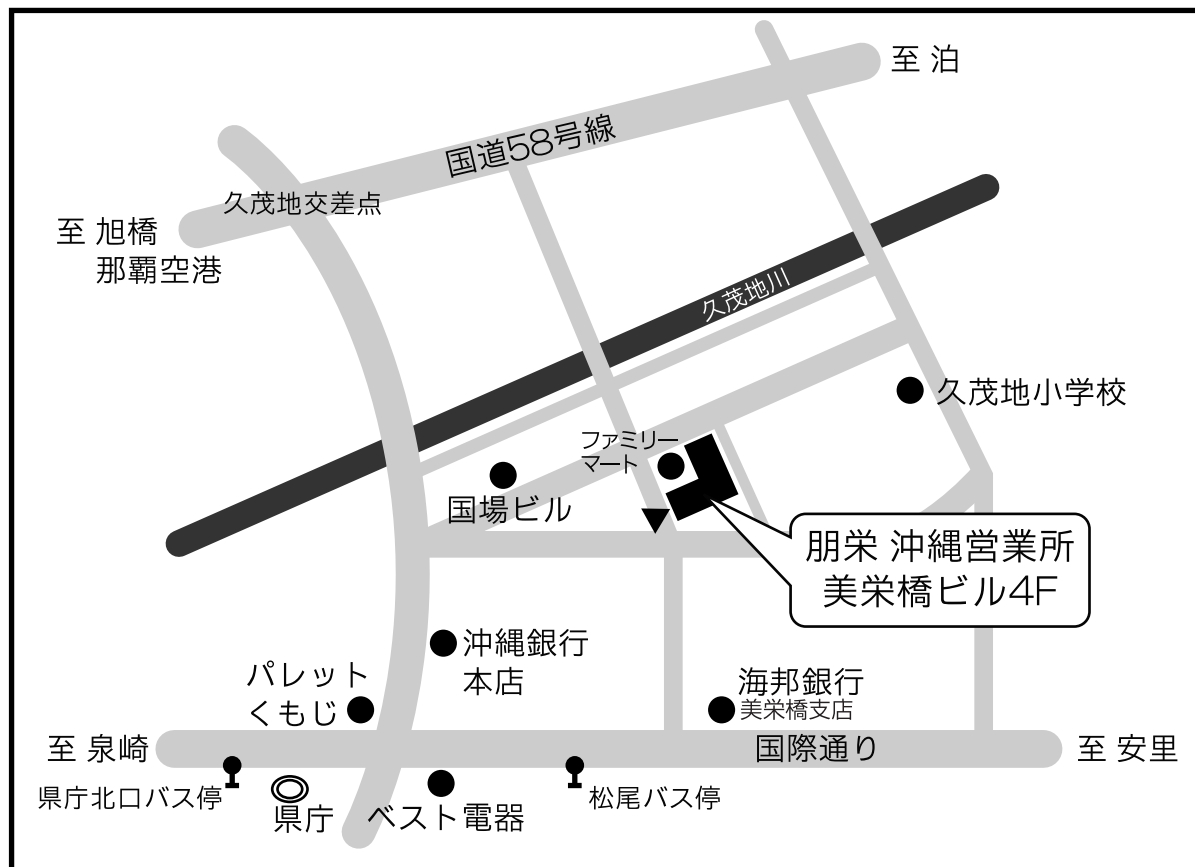 至 泊
国道58号線
久茂地交差点
至 旭橋
那覇空港
久茂地川
久茂地小学校
ファミリー
マート
国場ビル
朋栄 沖縄営業所
美栄橋ビル4F
沖縄銀行
本店
パレット
くもじ
海邦銀行
美栄橋支店
至 泉崎
国際通り
至 安里
県庁北口バス停
県庁
ベスト電器
松尾バス停